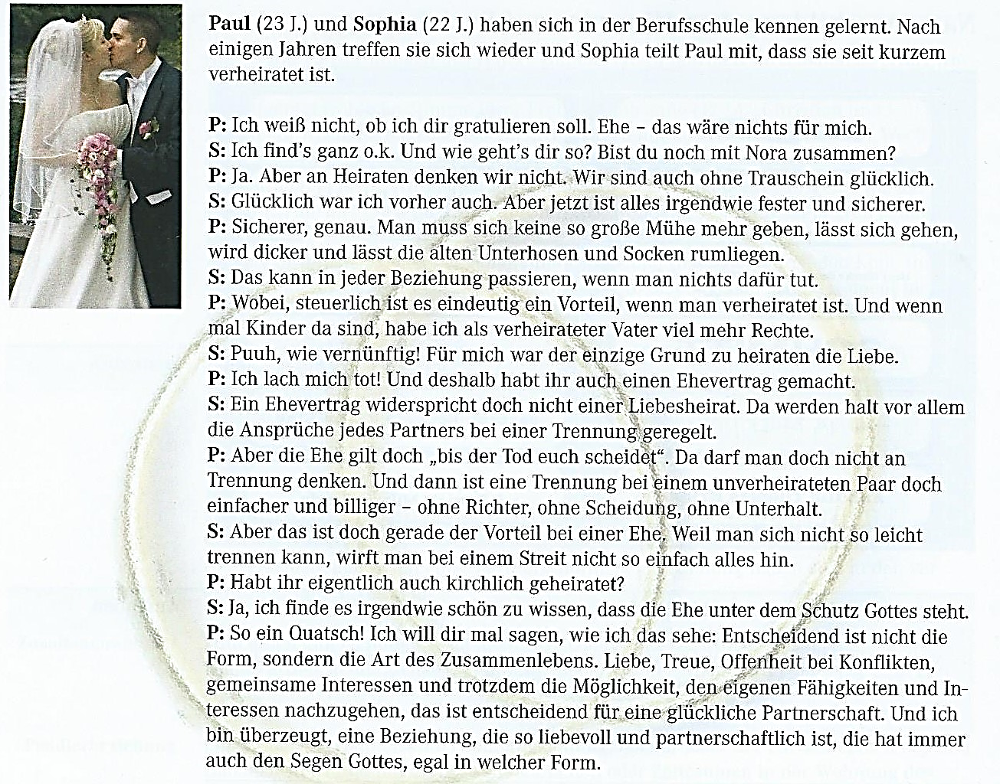 Paul (23 J.) und Sophia (22 J.) haben sich in der Berufsschule kennen gelernt. Nach
einigen Jahren treffen sie sich wieder und Sophia teilt Paul mit, dass sie seit kurzem
verheiratet ist.
P: Ich weiß nicht, ob ich dir gratulieren soll. Ehe – das wäre nichts für mich.
S: Ich find's ganz o.k. Und wie geht's dir so? Bist du noch mit Nora zusammen?
P: Ja. Aber an Heiraten denken wir nicht. Wir sind auch ohne Trauschein glücklich.
S: Glücklich war ich vorher auch. Aber jetzt ist alles irgendwie fester und sicherer.
P: Sicherer, genau. Man muss sich keine so große Mühe mehr geben, lässt sich gehen,
wird dicker und lässt die alten Unterhosen und Socken rumliegen.
S: Das kann in jeder Beziehung passieren, wenn man nichts dafür tut.
P: Wobei, steuerlich ist es eindeutig ein Vorteil, wenn man verheiratet ist. Und wenn
mal Kinder da sind, habe ich als verheirateter Vater viel mehr Rechte.
S: Puuh, wie vernünftig! Für mich war der einzige Grund zu heiraten die Liebe.
P: Ich lach mich tot! Und deshalb habt ihr auch einen Ehevertrag gemacht.
S: Ein Ehevertrag widerspricht doch nicht einer Liebesheirat. Da werden halt vor allem
die Ansprüche jedes Partners bei einer Trennung geregelt.
P: Aber die Ehe gilt doch „bis der Tod euch scheidet“. Da darf man doch nicht an
Trennung denken. Und dann ist eine Trennung bei einem unverheirateten Paar doch
einfacher und billiger – ohne Richter, ohne Scheidung, ohne Unterhalt.
S: Aber das ist doch gerade der Vorteil bei einer Ehe. Weil man sich nicht so leicht
trennen kann, wirft man bei einem Streit nicht so einfach alles hin.
P: Habt ihr eigentlich auch kirchlich geheiratet?
S: Ja, ich finde es irgendwie schön zu wissen, dass die Ehe unter dem Schutz Gottes steht.
P: So ein Quatsch! Ich will dir mal sagen, wie ich das sehe: Entscheidend ist nicht die
Form, sondern die Art des Zusammenlebens. Liebe, Treue, Offenheit bei Konflikten,
gemeinsame Interessen und trotzdem die Möglichkeit, den eigenen Fähigkeiten und In-
teressen nachzugehen, das ist entscheidend für eine glückliche Partnerschaft. Und ich
bin überzeugt, eine Beziehung, die so liebevoll und partnerschaftlich ist, die hat immer
auch den Segen Gottes, egal in welcher Form.